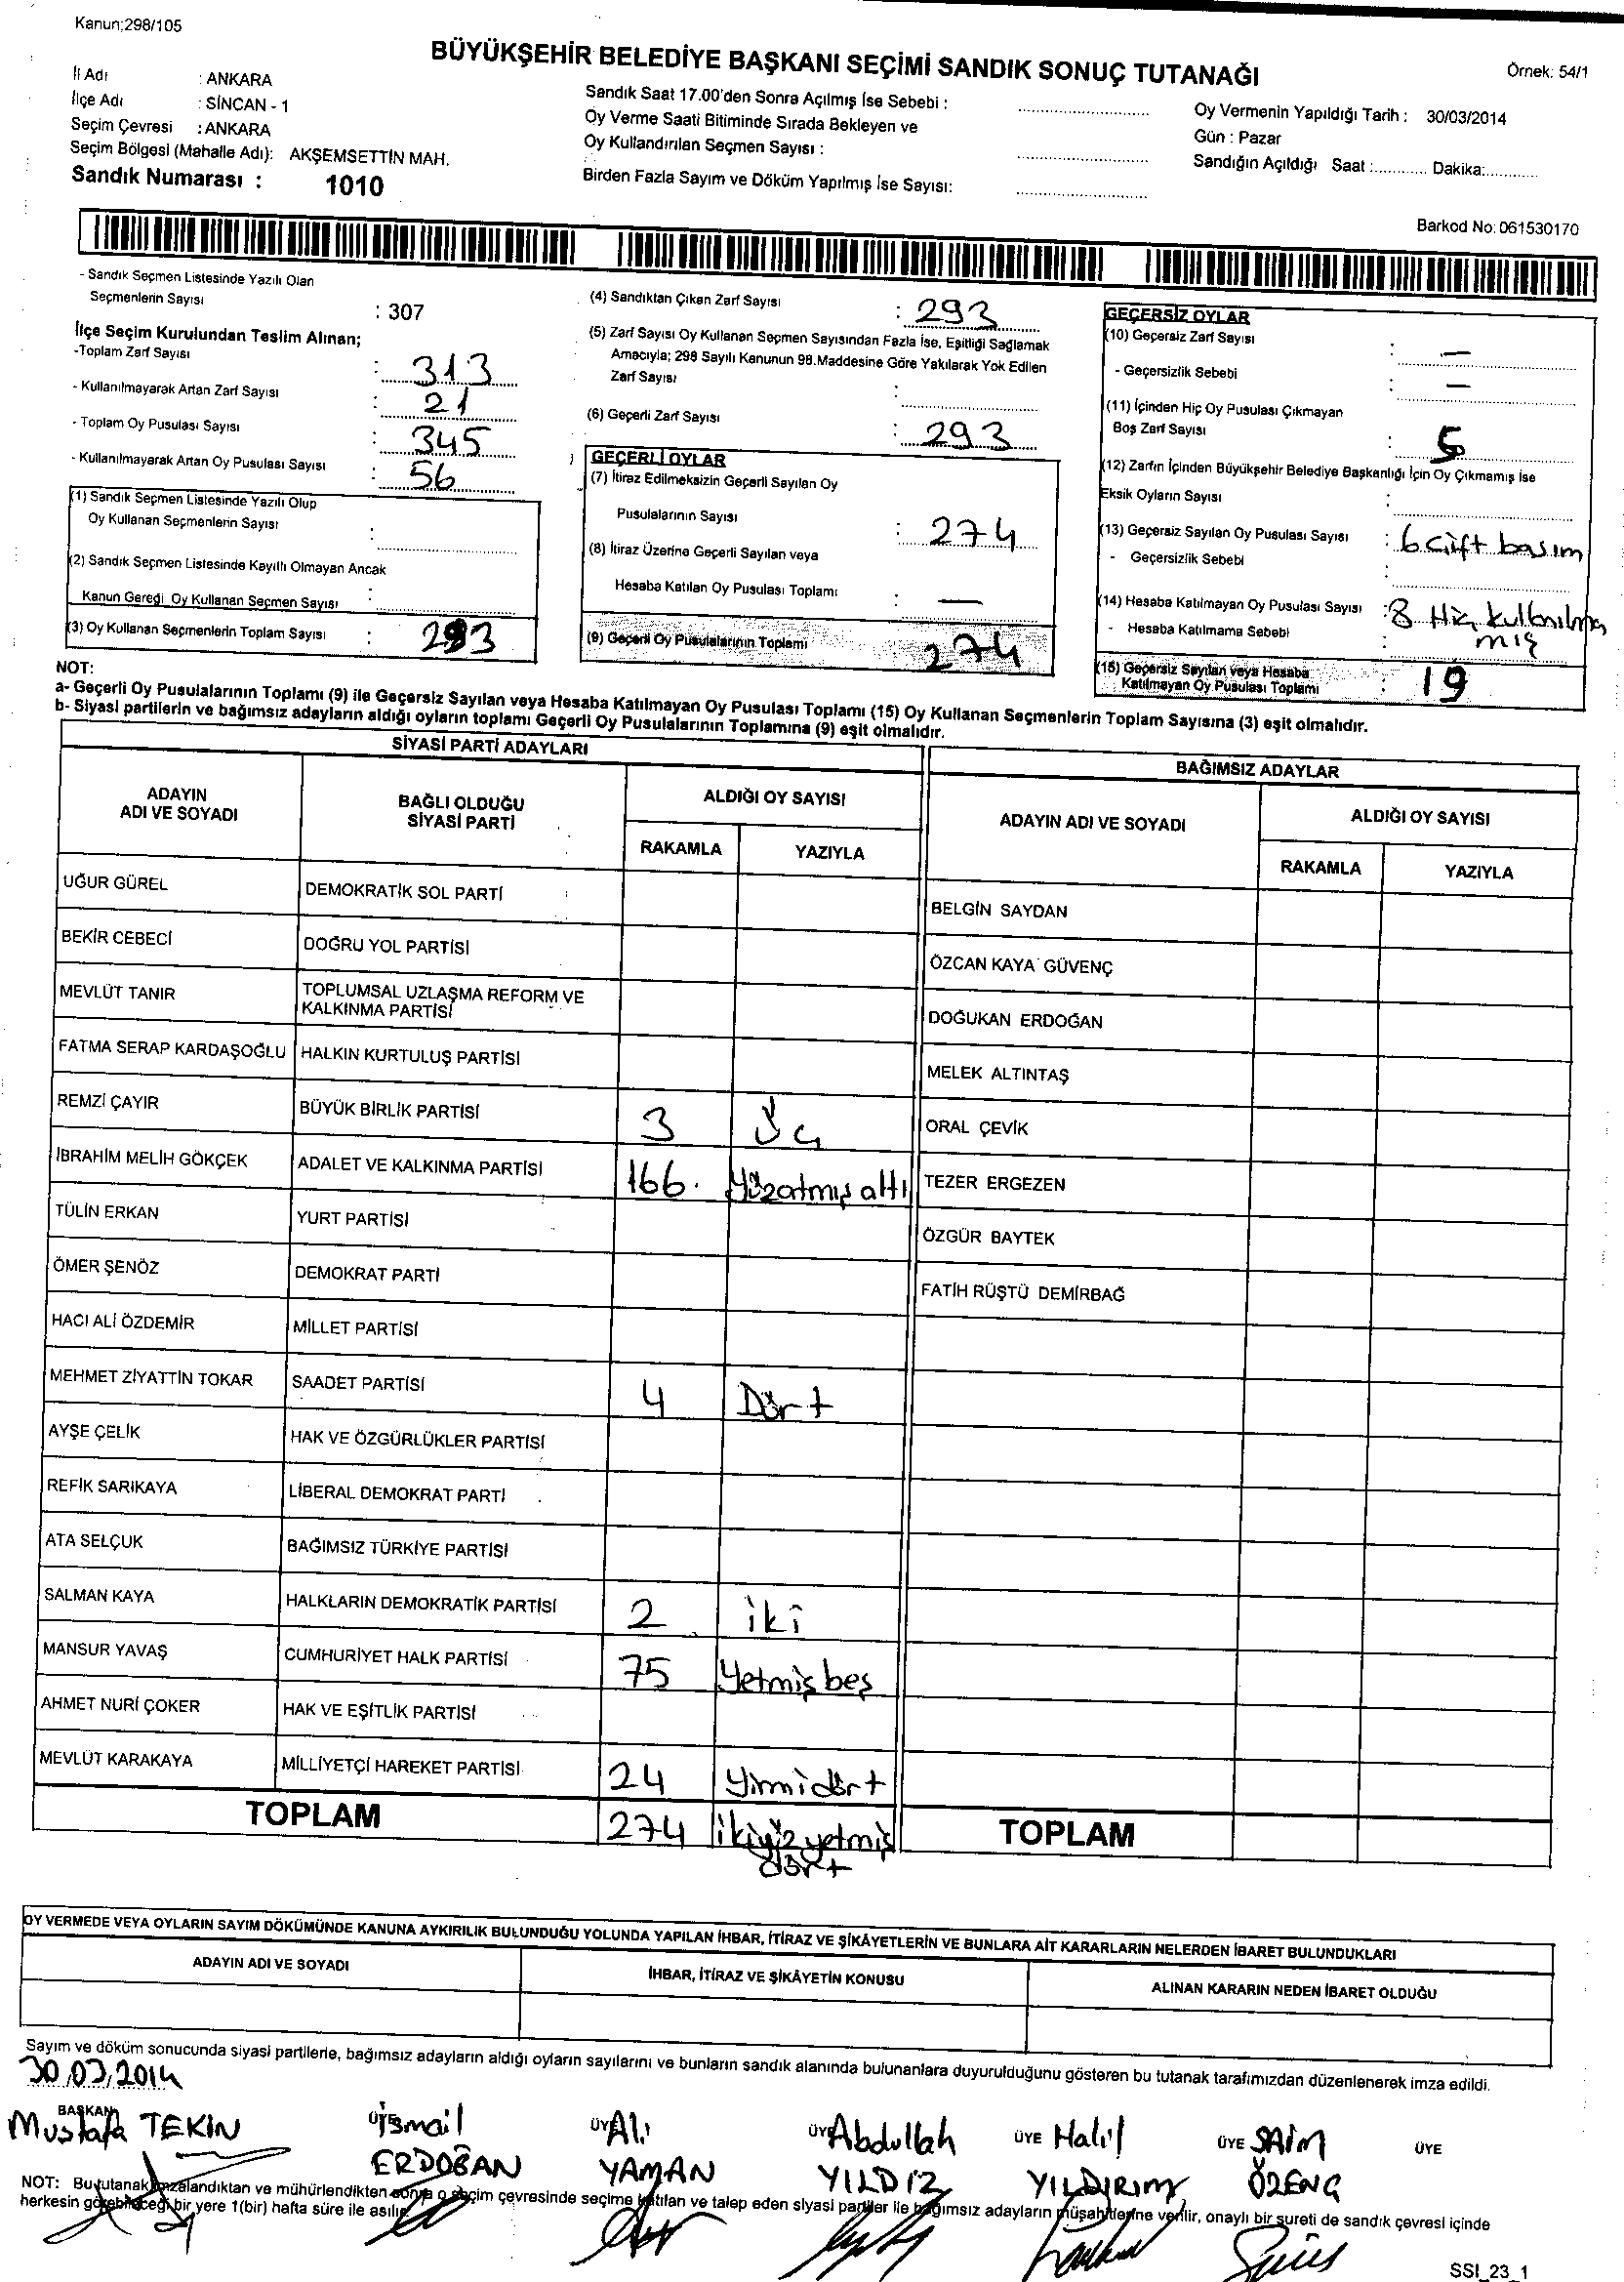 Kanun;298/105
BÜYÜKŞEHİR BELEDİYE BAŞKANI SEÇİMİ SANDIK SONUÇ TUTANAĞI
Örnek: 54/1
İl Adı : ANKARA
İlçe Adı : SİNCAN - 1
Seçim Çevresi : ANKARA
Seçim Bölgesi (Mahalle Adı): AKŞEMSETTİN MAH.
Sandık Numarası : 1010
Sandık Saat 17.00'den Sonra Açılmış İse Sebebi : ..............................
Oy Verme Saati Bitiminde Sırada Bekleyen ve
Oy Kullandırılan Seçmen Sayısı : ..............................
Birden Fazla Sayım ve Döküm Yapılmış İse Sayısı: ..............................
Oy Vermenin Yapıldığı Tarih : 30/03/2014
Gün : Pazar
Sandığın Açıldığı Saat :............ Dakika:............
Barkod No: 061530170
- Sandık Seçmen Listesinde Yazılı Olan
Seçmenlerin Sayısı : 307
İlçe Seçim Kurulundan Teslim Alınan;
-Toplam Zarf Sayısı : 313
- Kullanılmayarak Artan Zarf Sayısı : 21
- Toplam Oy Pusulası Sayısı : 345
- Kullanılmayarak Artan Oy Pusulası Sayısı : 56
(1) Sandık Seçmen Listesinde Yazılı Olup
Oy Kullanan Seçmenlerin Sayısı :
(2) Sandık Seçmen Listesinde Kayıtlı Olmayan Ancak
Kanun Gereği Oy Kullanan Seçmen Sayısı :
(3) Oy Kullanan Seçmenlerin Toplam Sayısı : 293
(4) Sandıktan Çıkan Zarf Sayısı : 293
(5) Zarf Sayısı Oy Kullanan Seçmen Sayısından Fazla İse, Eşitliği Sağlamak
Amacıyla; 298 Sayılı Kanunun 98.Maddesine Göre Yakılarak Yok Edilen
Zarf Sayısı :
(6) Geçerli Zarf Sayısı : 293
GEÇERLİ OYLAR
(7) İtiraz Edilmeksizin Geçerli Sayılan Oy
Pusulalarının Sayısı : 274
(8) İtiraz Üzerine Geçerli Sayılan veya
Hesaba Katılan Oy Pusulası Toplamı : —
(9) Geçerli Oy Pusulalarının Toplamı 274
GEÇERSİZ OYLAR
(10) Geçersiz Zarf Sayısı : —
- Geçersizlik Sebebi : —
(11) İçinden Hiç Oy Pusulası Çıkmayan
Boş Zarf Sayısı : 5
(12) Zarfın İçinden Büyükşehir Belediye Başkanlığı İçin Oy Çıkmamış İse
Eksik Oyların Sayısı :
(13) Geçersiz Sayılan Oy Pusulası Sayısı : 6 Çift basım
- Geçersizlik Sebebi :
(14) Hesaba Katılmayan Oy Pusulası Sayısı : 8 Hiç kullanılma
- Hesaba Katılmama Sebebi : mış
(15) Geçersiz Sayılan veya Hesaba
Katılmayan Oy Pusulası Toplamı : 19
NOT:
a- Geçerli Oy Pusulalarının Toplamı (9) ile Geçersiz Sayılan veya Hesaba Katılmayan Oy Pusulası Toplamı (15) Oy Kullanan Seçmenlerin Toplam Sayısına (3) eşit olmalıdır.
b- Siyasi partilerin ve bağımsız adayların aldığı oyların toplamı Geçerli Oy Pusulalarının Toplamına (9) eşit olmalıdır.
SİYASİ PARTİ ADAYLARI
ADAYIN
ADI VE SOYADI
BAĞLI OLDUĞU
SİYASİ PARTİ
ALDIĞI OY SAYISI
RAKAMLA YAZIYLA
UĞUR GÜREL DEMOKRATİK SOL PARTİ
BEKİR CEBECİ DOĞRU YOL PARTİSİ
MEVLÜT TANIR TOPLUMSAL UZLAŞMA REFORM VE
KALKINMA PARTİSİ
FATMA SERAP KARDAŞOĞLU HALKIN KURTULUŞ PARTİSİ
REMZİ ÇAYIR BÜYÜK BİRLİK PARTİSİ 3 Üç
İBRAHİM MELİH GÖKÇEK ADALET VE KALKINMA PARTİSİ 166. Yüzatmış altı
TÜLİN ERKAN YURT PARTİSİ
ÖMER ŞENÖZ DEMOKRAT PARTİ
HACI ALİ ÖZDEMİR MİLLET PARTİSİ
MEHMET ZİYATTİN TOKAR SAADET PARTİSİ 4 Dört
AYŞE ÇELİK HAK VE ÖZGÜRLÜKLER PARTİSİ
REFİK SARIKAYA LİBERAL DEMOKRAT PARTİ
ATA SELÇUK BAĞIMSIZ TÜRKİYE PARTİSİ
SALMAN KAYA HALKLARIN DEMOKRATİK PARTİSİ 2 iki
MANSUR YAVAŞ CUMHURİYET HALK PARTİSİ 75 Yetmiş beş
AHMET NURİ ÇOKER HAK VE EŞİTLİK PARTİSİ
MEVLÜT KARAKAYA MİLLİYETÇİ HAREKET PARTİSİ 24 Yirmi dört
TOPLAM 274 ikiyüz yetmiş
dört
BAĞIMSIZ ADAYLAR
ADAYIN ADI VE SOYADI
ALDIĞI OY SAYISI
RAKAMLA YAZIYLA
BELGİN SAYDAN
ÖZCAN KAYA GÜVENÇ
DOĞUKAN ERDOĞAN
MELEK ALTINTAŞ
ORAL ÇEVİK
TEZER ERGEZEN
ÖZGÜR BAYTEK
FATİH RÜŞTÜ DEMİRBAĞ
TOPLAM
OY VERMEDE VEYA OYLARIN SAYIM DÖKÜMÜNDE KANUNA AYKIRILIK BULUNDUĞU YOLUNDA YAPILAN İHBAR, İTİRAZ VE ŞİKÂYETLERİN VE BUNLARA AİT KARARLARIN NELERDEN İBARET BULUNDUKLARI
ADAYIN ADI VE SOYADI İHBAR, İTİRAZ VE ŞİKÂYETİN KONUSU ALINAN KARARIN NEDEN İBARET OLDUĞU
Sayım ve döküm sonucunda siyasi partilerle, bağımsız adayların aldığı oyların sayılarını ve bunların sandık alanında bulunanlara duyurulduğunu gösteren bu tutanak tarafımızdan düzenlenerek imza edildi.
30.03.2014
BAŞKAN ÜYE ÜYE ÜYE ÜYE ÜYE ÜYE
Mustafa TEKİN İsmail Ali Abdullah Halil SAİM
ERDOĞAN YAMAN YILDIZ YILDIRIM ÖZENÇ
NOT: Bu tutanak imzalandıktan ve mühürlendikten sonra o seçim çevresinde seçime katılan ve talep eden siyasi partiler ile bağımsız adayların müşahitlerine verilir, onaylı bir sureti de sandık çevresi içinde
herkesin görebileceği bir yere 1(bir) hafta süre ile asılır.
SSI_23_1